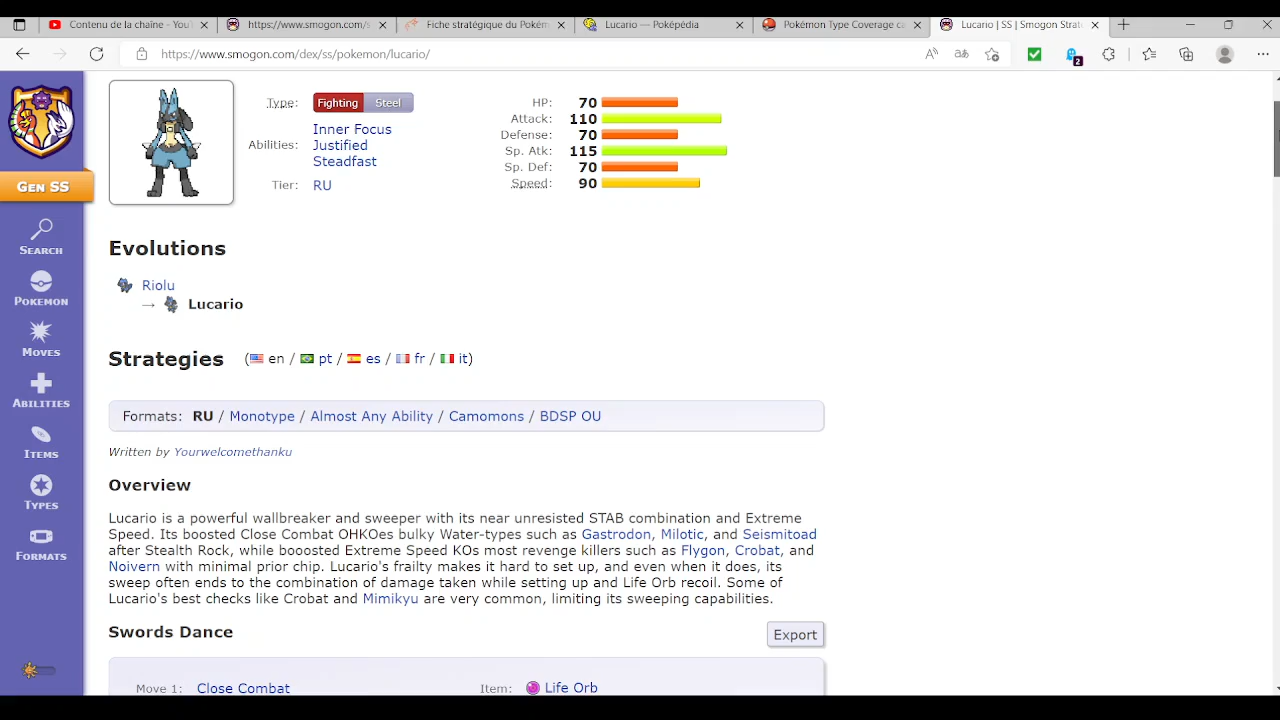 Contenu de la chaîne - YouT
https://www.smogon.com/s
Fiche stratégique du Pokém
Lucario — Poképédia
Pokémon Type Coverage ca
Lucario | SS | Smogon Strat
https://www.smogon.com/dex/ss/pokemon/lucario/
2
GEN SS
SEARCH
POKEMON
MOVES
ABILITIES
ITEMS
TYPES
FORMATS
Type: Fighting Steel
Abilities: Inner Focus
Justified
Steadfast
Tier: RU
HP: 70
Attack: 110
Defense: 70
Sp. Atk: 115
Sp. Def: 70
Speed: 90
Evolutions
Riolu
→ Lucario
Strategies (en / pt / es / fr / it)
Formats: RU / Monotype / Almost Any Ability / Camomons / BDSP OU
Written by Yourwelcomethanku
Overview
Lucario is a powerful wallbreaker and sweeper with its near unresisted STAB combination and Extreme
Speed. Its boosted Close Combat OHKOes bulky Water-types such as Gastrodon, Milotic, and Seismitoad
after Stealth Rock, while booosted Extreme Speed KOs most revenge killers such as Flygon, Crobat, and
Noivern with minimal prior chip. Lucario's frailty makes it hard to set up, and even when it does, its
sweep often ends to the combination of damage taken while setting up and Life Orb recoil. Some of
Lucario's best checks like Crobat and Mimikyu are very common, limiting its sweeping capabilities.
Swords Dance
Export
Move 1: Close Combat
Item: Life Orb